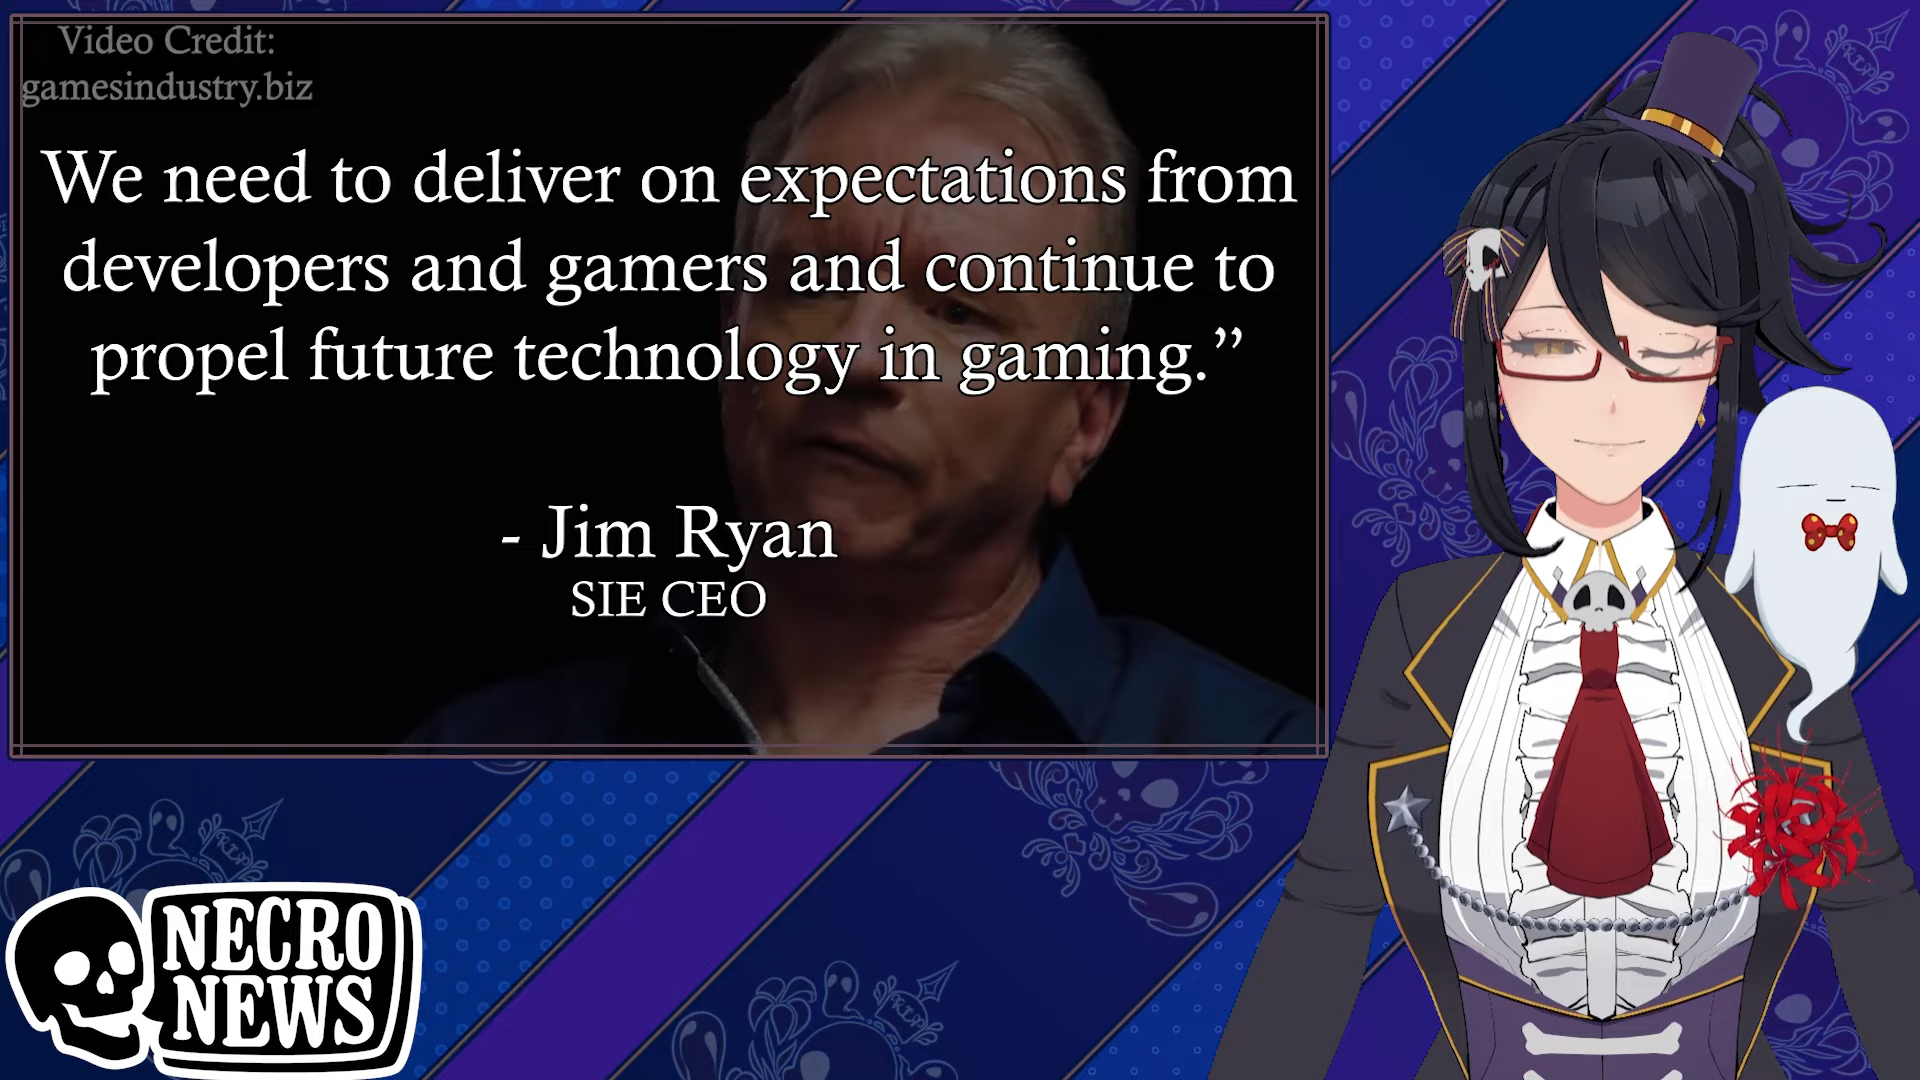 Video Credit:
gamesindustry.biz
We need to deliver on expectations from
developers and gamers and continue to
propel future technology in gaming.”
- Jim Ryan
SIE CEO
NECRO
NEWS